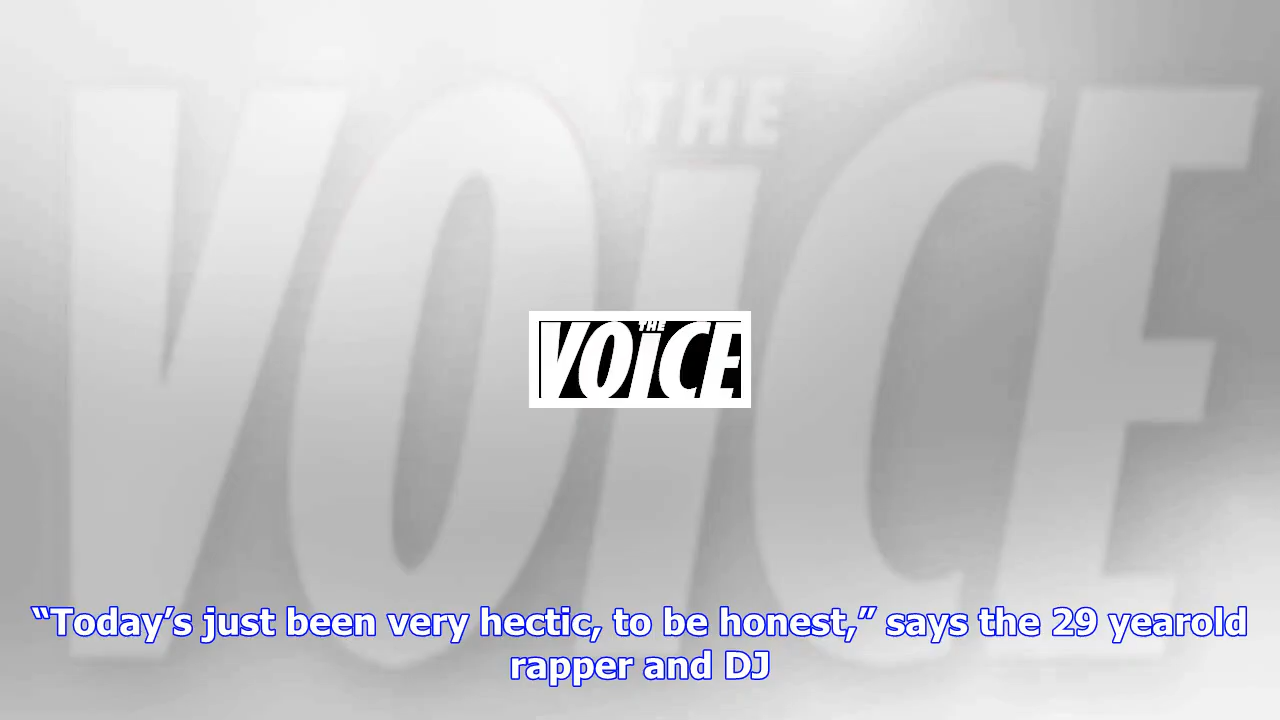 THE
VOiCE
THE
VOiCE
“Today’s just been very hectic, to be honest,” says the 29 yearold
rapper and DJ